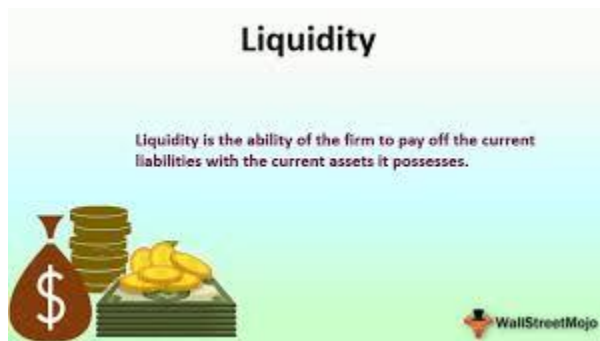 Liquidity
Liquidity is the ability of the firm to pay off the current
liabilities with the current assets it possesses.
$
WallStreetMojo